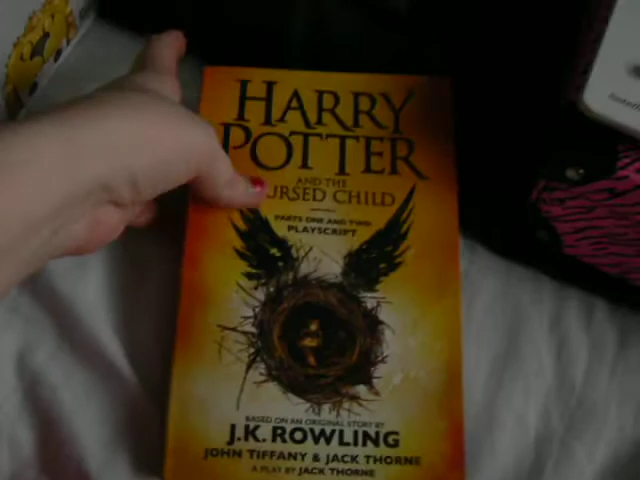 HARRY
POTTER
AND THE
URSED CHILD
PARTS ONE AND TWO
PLAYSCRIPT
BASED ON AN ORIGINAL STORY BY
J.K. ROWLING
JOHN TIFFANY & JACK THORNE
A PLAY BY JACK THORNE